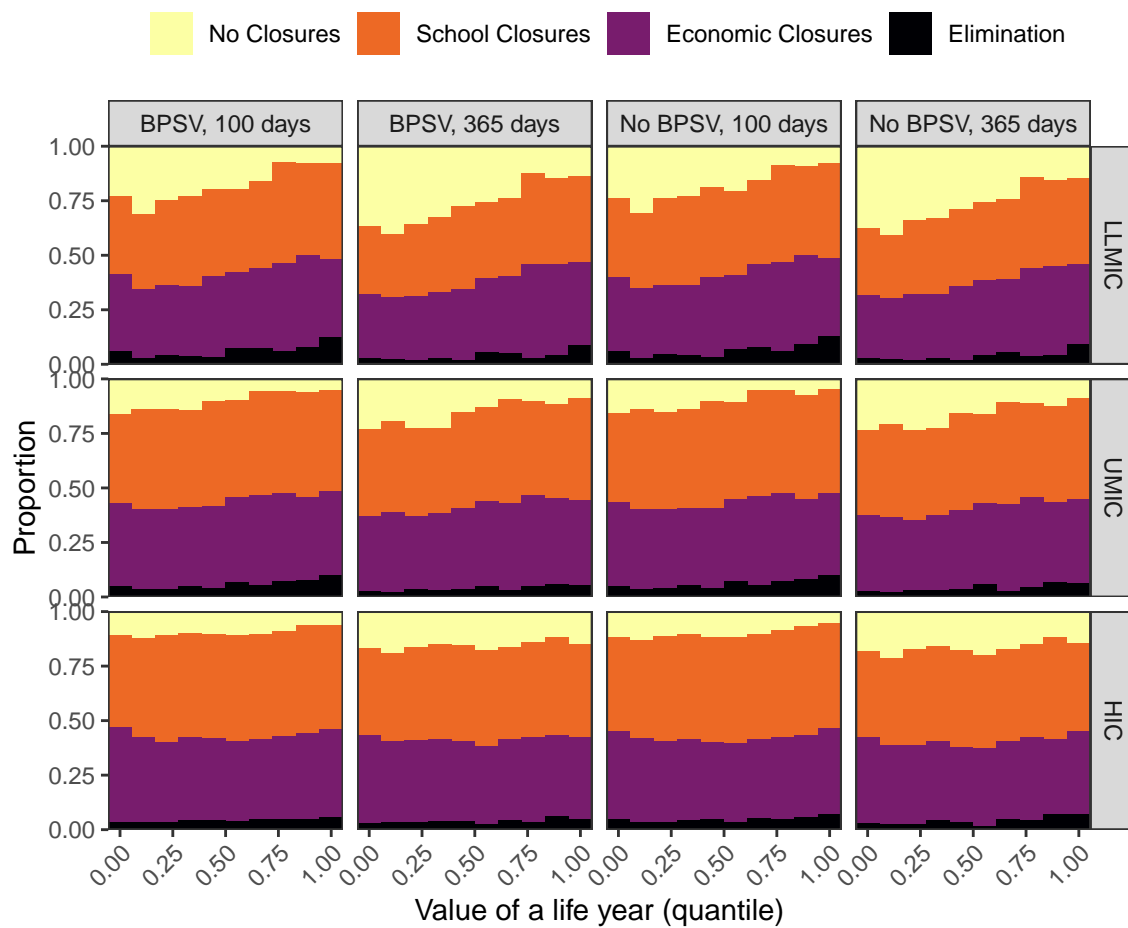 No Closures School Closures Economic Closures Elimination
BPSV, 100 days BPSV, 365 days No BPSV, 100 days No BPSV, 365 days
1.00
0.75
0.50
0.25
0.00
LLMIC
1.00
0.75
0.50
0.25
0.00
UMIC
1.00
0.75
0.50
0.25
0.00
HIC
Proportion
0.00 0.25 0.50 0.75 1.00 0.00 0.25 0.50 0.75 1.00 0.00 0.25 0.50 0.75 1.00 0.00 0.25 0.50 0.75 1.00
Value of a life year (quantile)